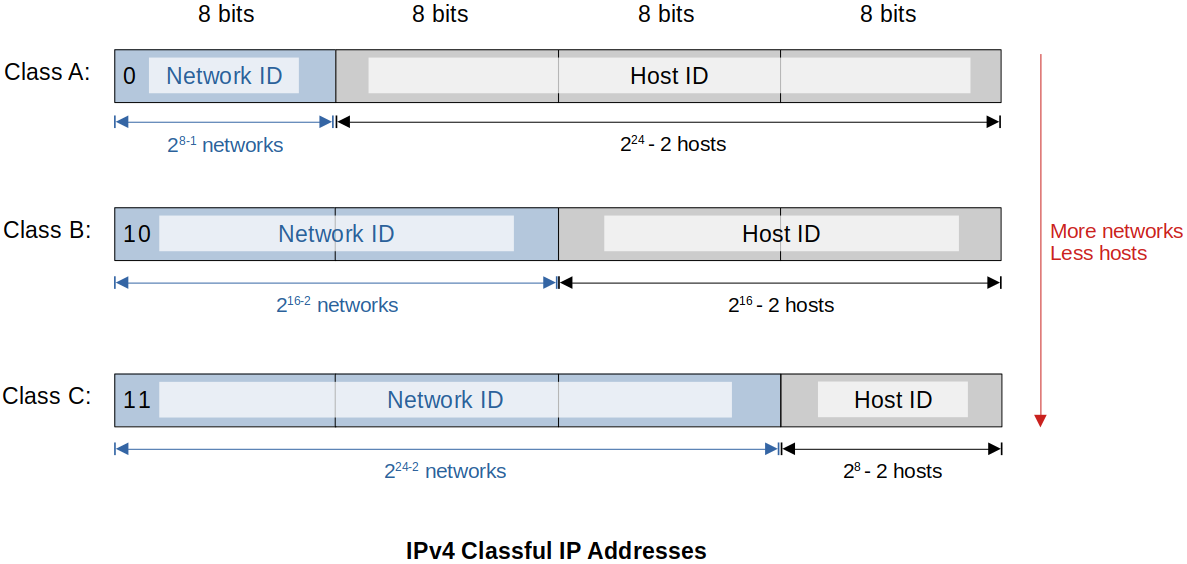 8 bits 8 bits 8 bits 8 bits
Class A: 0 Network ID Host ID
2^8-1 networks 2^24 - 2 hosts
Class B: 10 Network ID Host ID
More networks
Less hosts
2^16-2 networks 2^16 - 2 hosts
Class C: 11 Network ID Host ID
2^24-2 networks 2^8 - 2 hosts
IPv4 Classful IP Addresses